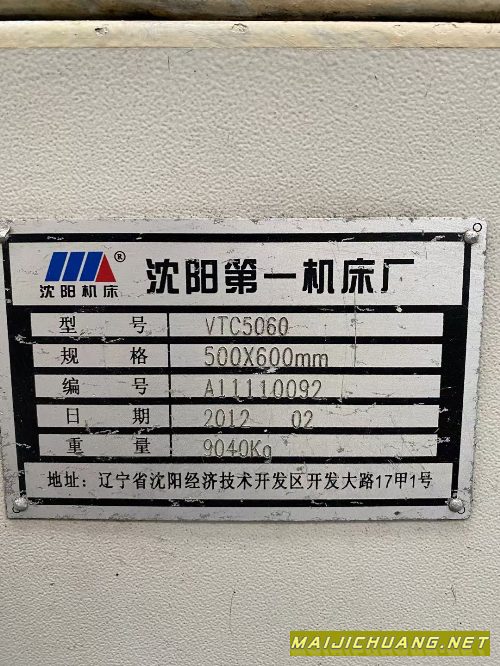 沈阳机床 ® 沈阳第一机床厂
型 号 VTC5060
规 格 500X600mm
编 号 A11110092
日 期 2012 02
重 量 9040Kg
地址: 辽宁省沈阳经济技术开发区开发大路17甲1号
MAIJICHUANG.NET